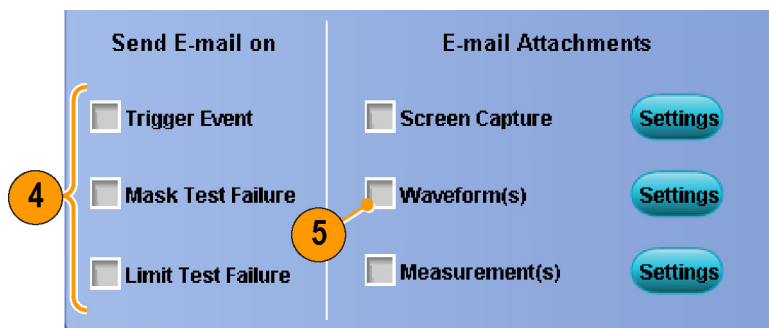 Send E-mail on
E-mail Attachments
Trigger Event
Screen Capture
Settings
4
Mask Test Failure
Waveform(s)
Settings
5
Limit Test Failure
Measurement(s)
Settings